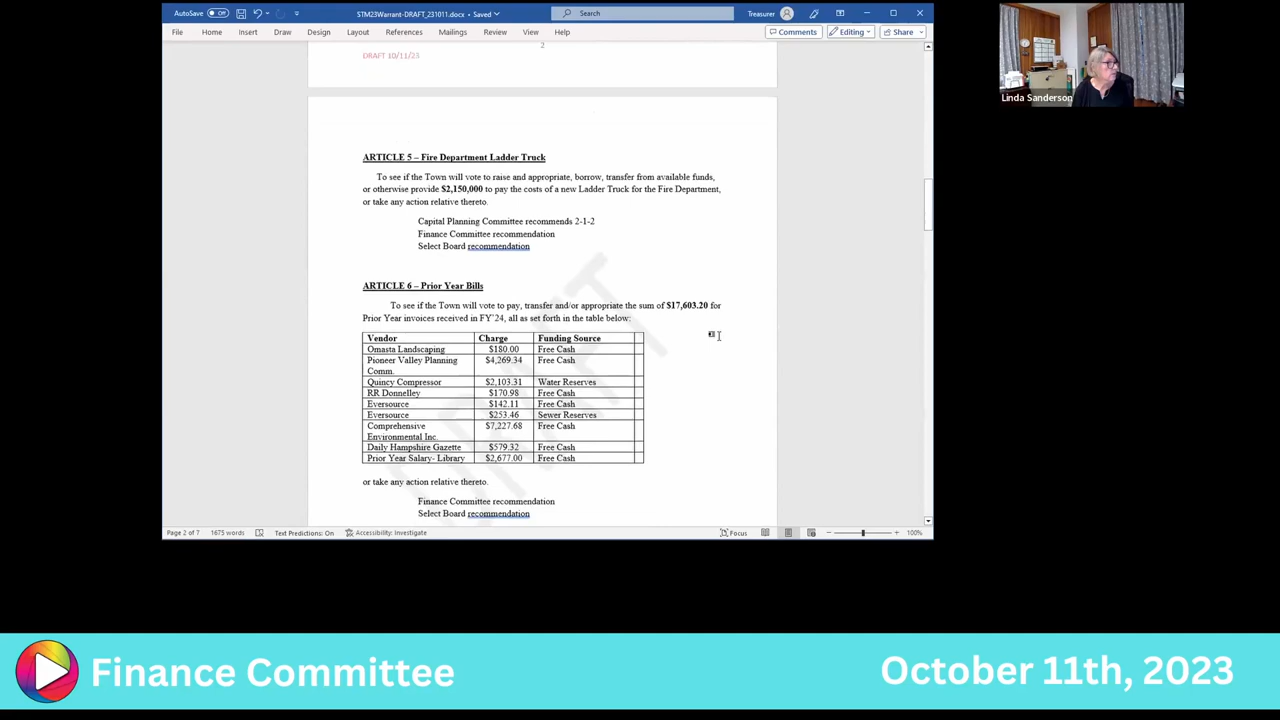 AutoSave Off STM23Warrant-DRAFT_231011.docx • Saved Search Treasurer
File Home Insert Draw Design Layout References Mailings Review View Help Comments Editing Share
2
DRAFT 10/11/23
ARTICLE 5 – Fire Department Ladder Truck
To see if the Town will vote to raise and appropriate, borrow, transfer from available funds,
or otherwise provide $2,150,000 to pay the costs of a new Ladder Truck for the Fire Department,
or take any action relative thereto.
Capital Planning Committee recommends 2-1-2
Finance Committee recommendation
Select Board recommendation
ARTICLE 6 – Prior Year Bills
To see if the Town will vote to pay, transfer and/or appropriate the sum of $17,603.20 for
Prior Year invoices received in FY'24, all as set forth in the table below:
Vendor Charge Funding Source
Omasta Landscaping $180.00 Free Cash
Pioneer Valley Planning $4,269.34 Free Cash
Comm.
Quincy Compressor $2,103.31 Water Reserves
RR Donnelley $170.98 Free Cash
Eversource $142.11 Free Cash
Eversource $253.46 Sewer Reserves
Comprehensive $7,227.68 Free Cash
Environmental Inc.
Daily Hampshire Gazette $579.32 Free Cash
Prior Year Salary- Library $2,677.00 Free Cash
or take any action relative thereto.
Finance Committee recommendation
Select Board recommendation
DRAFT
Page 2 of 7 1675 words Text Predictions: On Accessibility: Investigate Focus 100%
Linda Sanderson
Finance Committee
October 11th, 2023